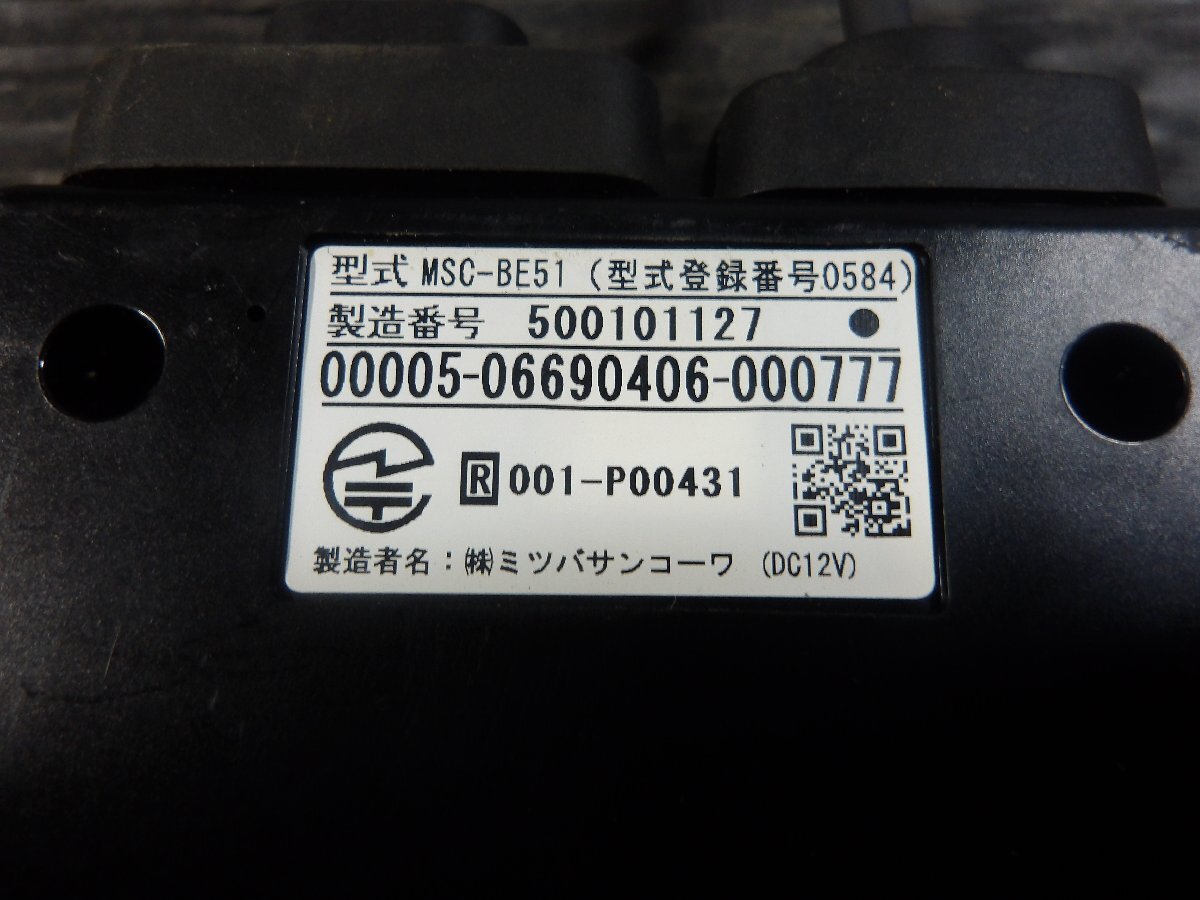 型式 MSC-BE51 (型式登録番号0584)
製造番号 500101127 ●
00005-06690406-000777
R 001-P00431
製造者名:㈱ミツバサンコーワ (DC12V)